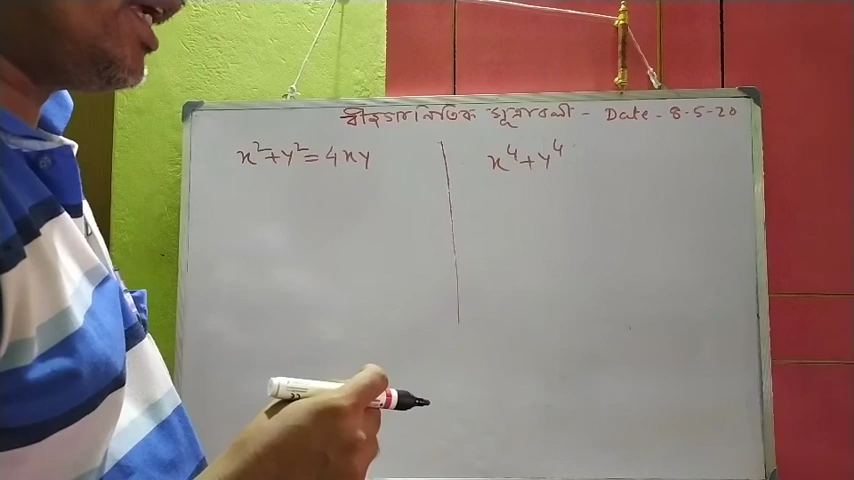 বীজগাণিতিক সূত্রাবলী - Date - 8-5-20
x²+y²=4xy
x⁴+y⁴